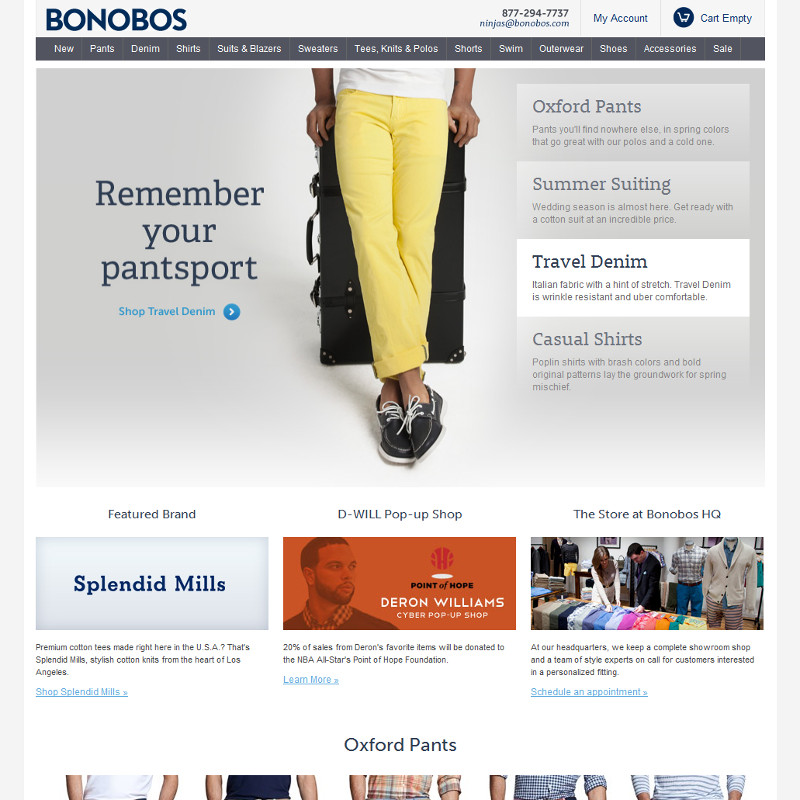 BONOBOS
877-294-7737
ninjas@bonobos.com
My Account
Cart Empty
New Pants Denim Shirts Suits & Blazers Sweaters Tees, Knits & Polos Shorts Swim Outerwear Shoes Accessories Sale
Remember
your
pantsport
Shop Travel Denim
Oxford Pants
Pants you'll find nowhere else, in spring colors
that go great with our polos and a cold one.
Summer Suiting
Wedding season is almost here. Get ready with
a cotton suit at an incredible price.
Travel Denim
Italian fabric with a hint of stretch. Travel Denim
is wrinkle resistant and uber comfortable.
Casual Shirts
Poplin shirts with brash colors and bold
original patterns lay the groundwork for spring
mischief.
Featured Brand
Splendid Mills
Premium cotton tees made right here in the U.S.A.? That's
Splendid Mills, stylish cotton knits from the heart of Los
Angeles.
Shop Splendid Mills »
D-WILL Pop-up Shop
POINT of HOPE
DERON WILLIAMS
CYBER POP-UP SHOP
20% of sales from Deron's favorite items will be donated to
the NBA All-Star's Point of Hope Foundation.
Learn More »
The Store at Bonobos HQ
At our headquarters, we keep a complete showroom shop
and a team of style experts on call for customers interested
in a personalized fitting.
Schedule an appointment »
Oxford Pants